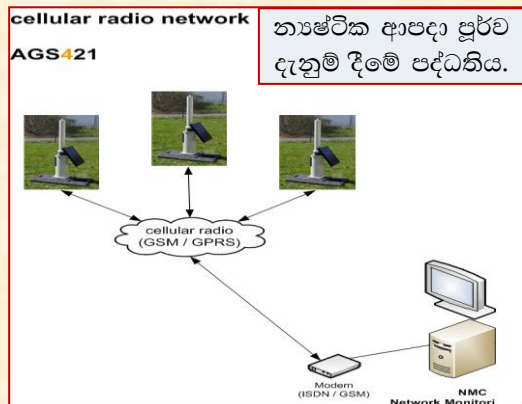 cellular radio network
AGS421
න්‍යෂ්ටික ආපදා පූර්ව
දැනුම් දීමේ පද්ධතිය.
cellular radio
(GSM / GPRS)
Modem
(ISDN / GSM)
NMC
Network Monitori